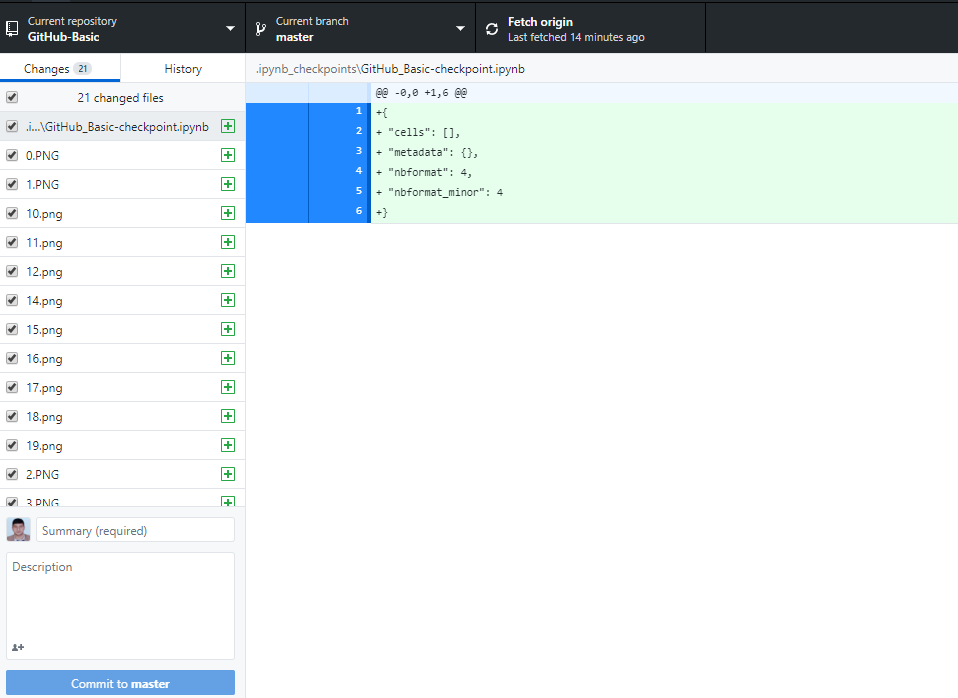 Current repository
GitHub-Basic
Current branch
master
Fetch origin
Last fetched 14 minutes ago
Changes 21
History
.ipynb_checkpoints\GitHub_Basic-checkpoint.ipynb
21 changed files
.i...\GitHub_Basic-checkpoint.ipynb
0.PNG
1.PNG
10.png
11.png
12.png
14.png
15.png
16.png
17.png
18.png
19.png
2.PNG
3.PNG
@@ -0,0 +1,6 @@
1 +{
2 + "cells": [],
3 + "metadata": {},
4 + "nbformat": 4,
5 + "nbformat_minor": 4
6 +}
Summary (required)
Description
Commit to master